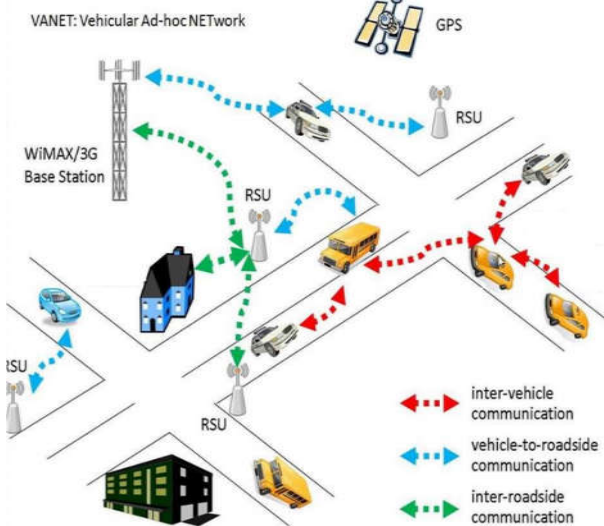 VANET: Vehicular Ad-hoc NETwork
GPS
RSU
WiMAX/3G
Base Station
RSU
RSU
RSU
inter-vehicle
communication
vehicle-to-roadside
communication
inter-roadside
communication